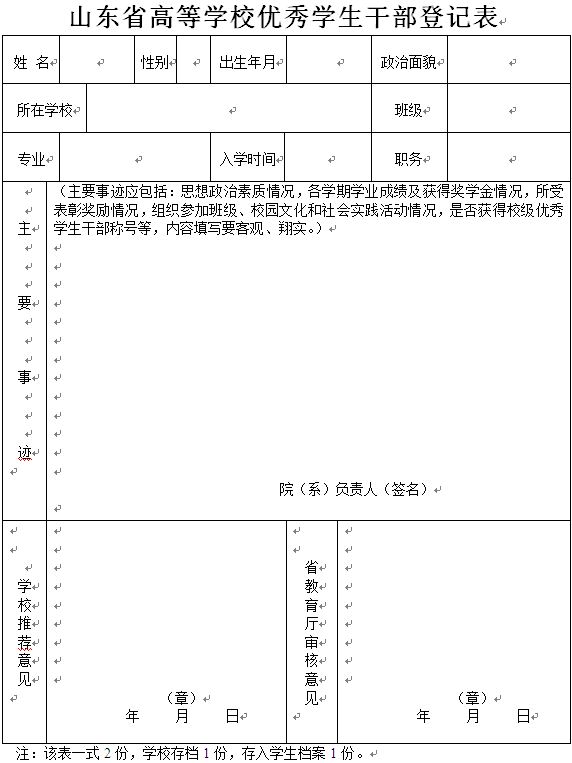 山东省高等学校优秀学生干部登记表
姓 名 性别 出生年月 政治面貌
所在学校 班级
专业 入学时间 职务
主要事迹
（主要事迹应包括：思想政治素质情况，各学期学业成绩及获得奖学金情况，所受
表彰奖励情况，组织参加班级、校园文化和社会实践活动情况，是否获得校级优秀
学生干部称号等，内容填写要客观、翔实。）
院（系）负责人（签名）
学校推荐意见
（章）
年 月 日
省教育厅审核意见
（章）
年 月 日
注：该表一式 2 份，学校存档 1 份，存入学生档案 1 份。